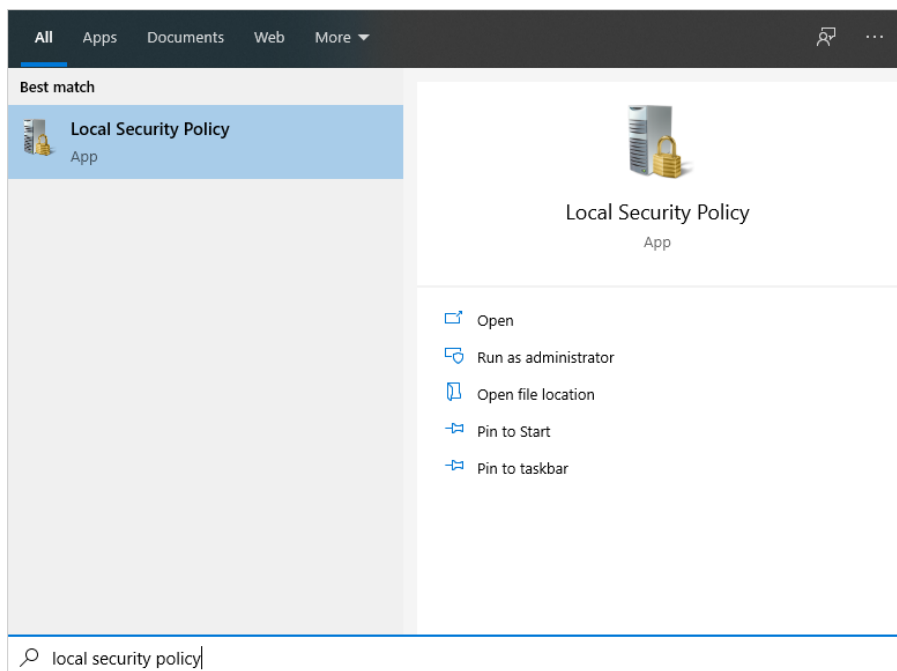 All Apps Documents Web More
Best match
Local Security Policy
App
Local Security Policy
App
Open
Run as administrator
Open file location
Pin to Start
Pin to taskbar
local security policy